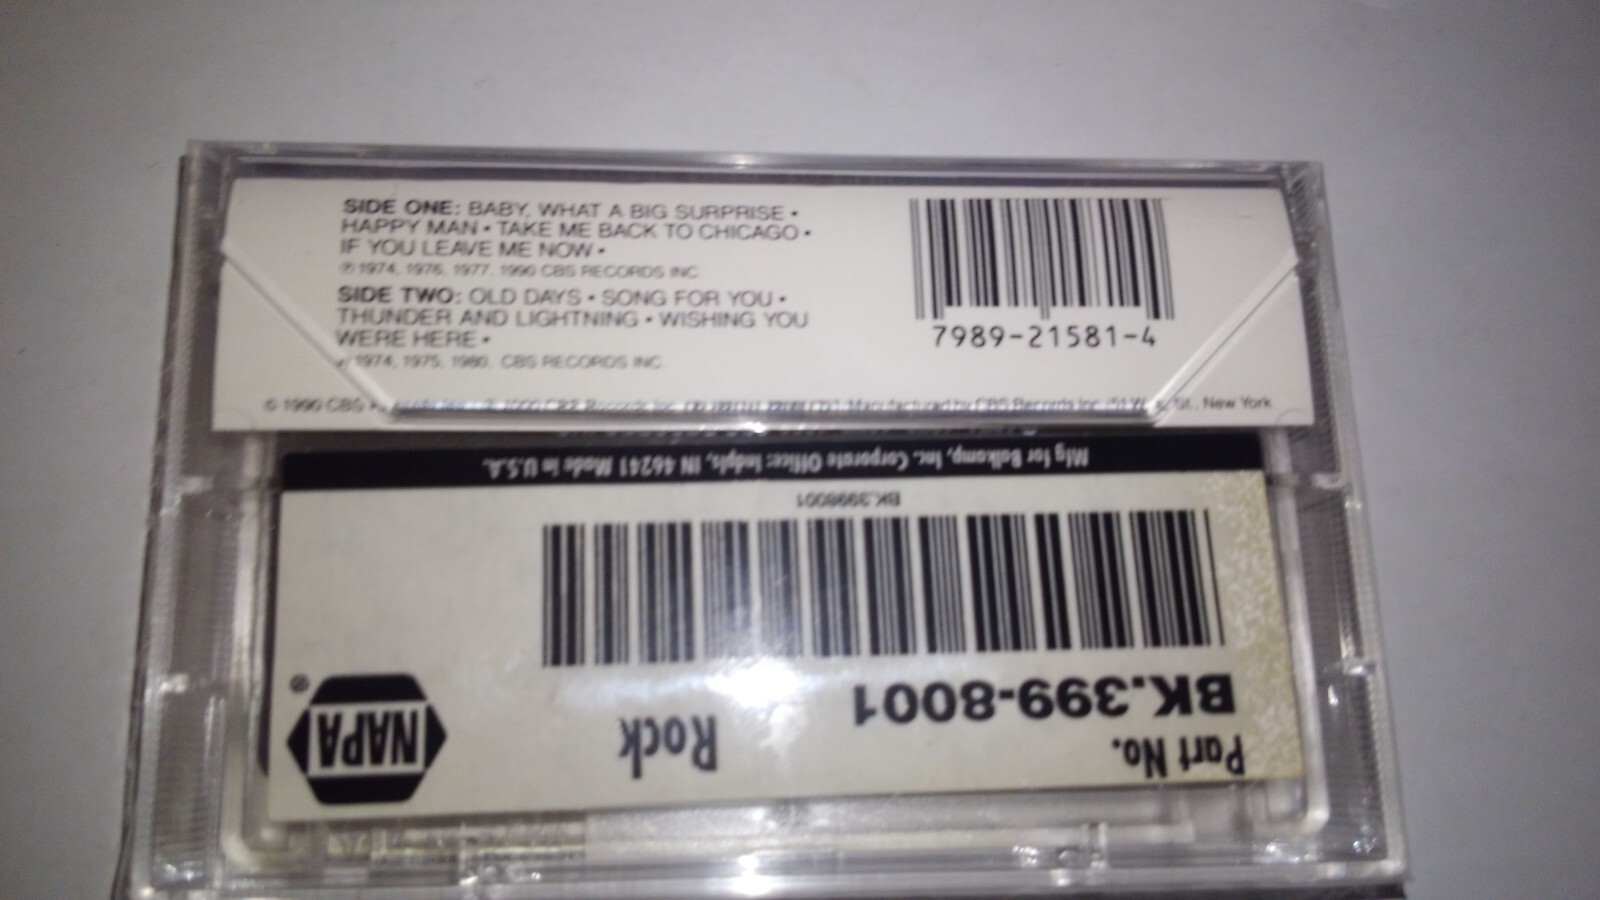 SIDE ONE: BABY, WHAT A BIG SURPRISE •
HAPPY MAN • TAKE ME BACK TO CHICAGO •
IF YOU LEAVE ME NOW •
℗ 1974, 1976, 1977, 1990 CBS RECORDS INC.
SIDE TWO: OLD DAYS • SONG FOR YOU •
THUNDER AND LIGHTNING • WISHING YOU
WERE HERE •
1974, 1975, 1980. CBS RECORDS INC.
7989-21581-4
© 1990 CBS Manufactured by CBS Records Inc. St., New York
Part No.
BK.399-8001
Rock
NAPA ®
BK.3998001
Mfg for Balkamp, Inc. Corporate Office: Indpls, IN 46241 Made in U.S.A.